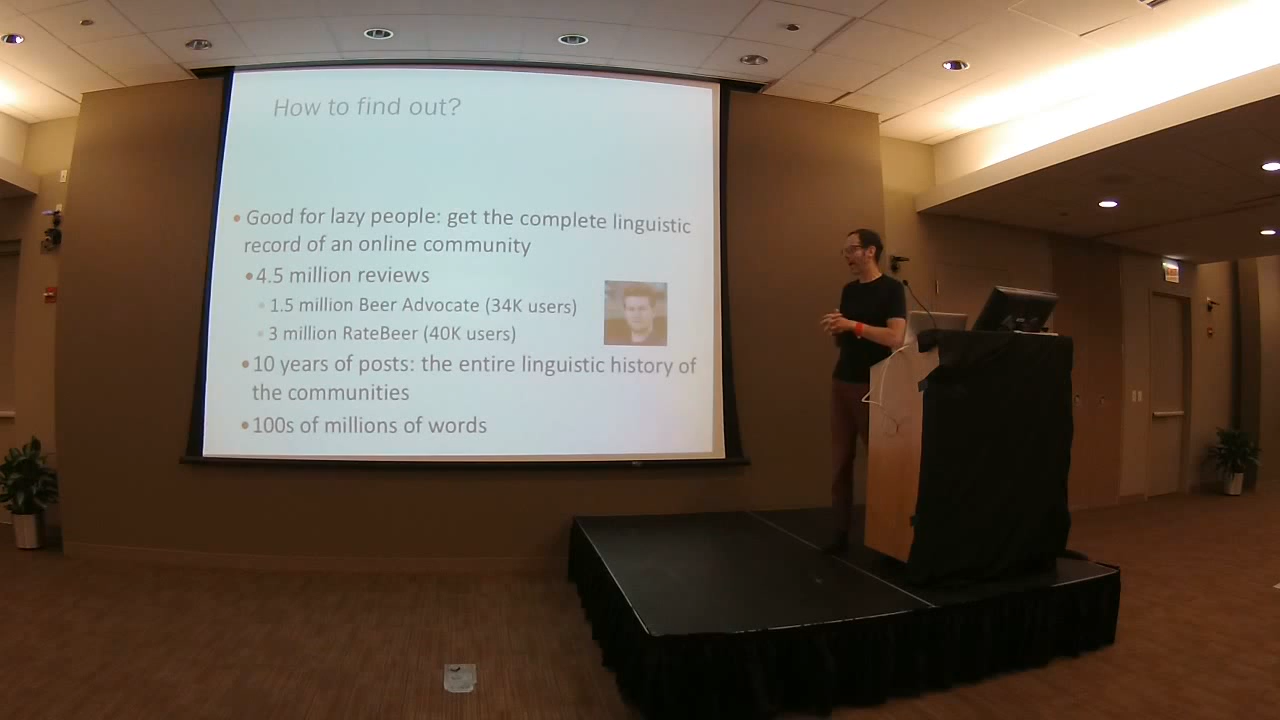 How to find out?
• Good for lazy people: get the complete linguistic
record of an online community
• 4.5 million reviews
• 1.5 million Beer Advocate (34K users)
• 3 million RateBeer (40K users)
• 10 years of posts: the entire linguistic history of
the communities
• 100s of millions of words